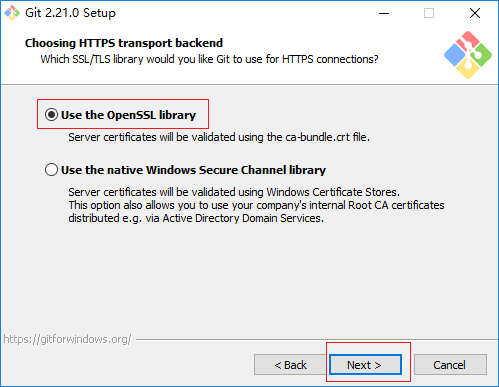 Git 2.21.0 Setup
Choosing HTTPS transport backend
Which SSL/TLS library would you like Git to use for HTTPS connections?
Use the OpenSSL library
Server certificates will be validated using the ca-bundle.crt file.
Use the native Windows Secure Channel library
Server certificates will be validated using Windows Certificate Stores.
This option also allows you to use your company's internal Root CA certificates
distributed e.g. via Active Directory Domain Services.
https://gitforwindows.org/
< Back Next > Cancel